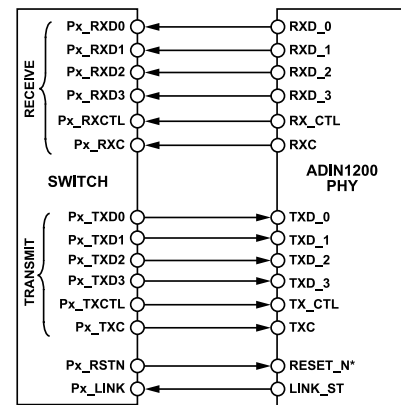 Px_RXD0 RXD_0
Px_RXD1 RXD_1
Px_RXD2 RXD_2
Px_RXD3 RXD_3
Px_RXCTL RX_CTL
Px_RXC RXC
RECEIVE
SWITCH
ADIN1200
PHY
Px_TXD0 TXD_0
Px_TXD1 TXD_1
Px_TXD2 TXD_2
Px_TXD3 TXD_3
Px_TXCTL TX_CTL
Px_TXC TXC
TRANSMIT
Px_RSTN RESET_N*
Px_LINK LINK_ST